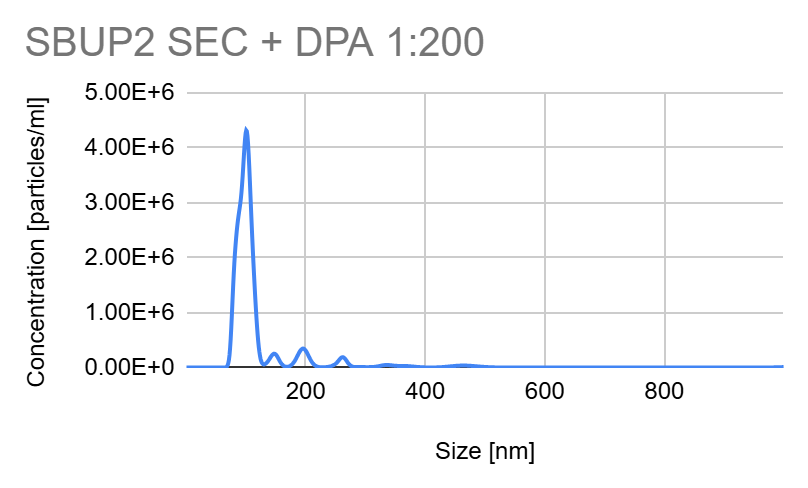 SBUP2 SEC + DPA 1:200
Concentration [particles/ml]
5.00E+6
4.00E+6
3.00E+6
2.00E+6
1.00E+6
0.00E+0
200 400 600 800
Size [nm]